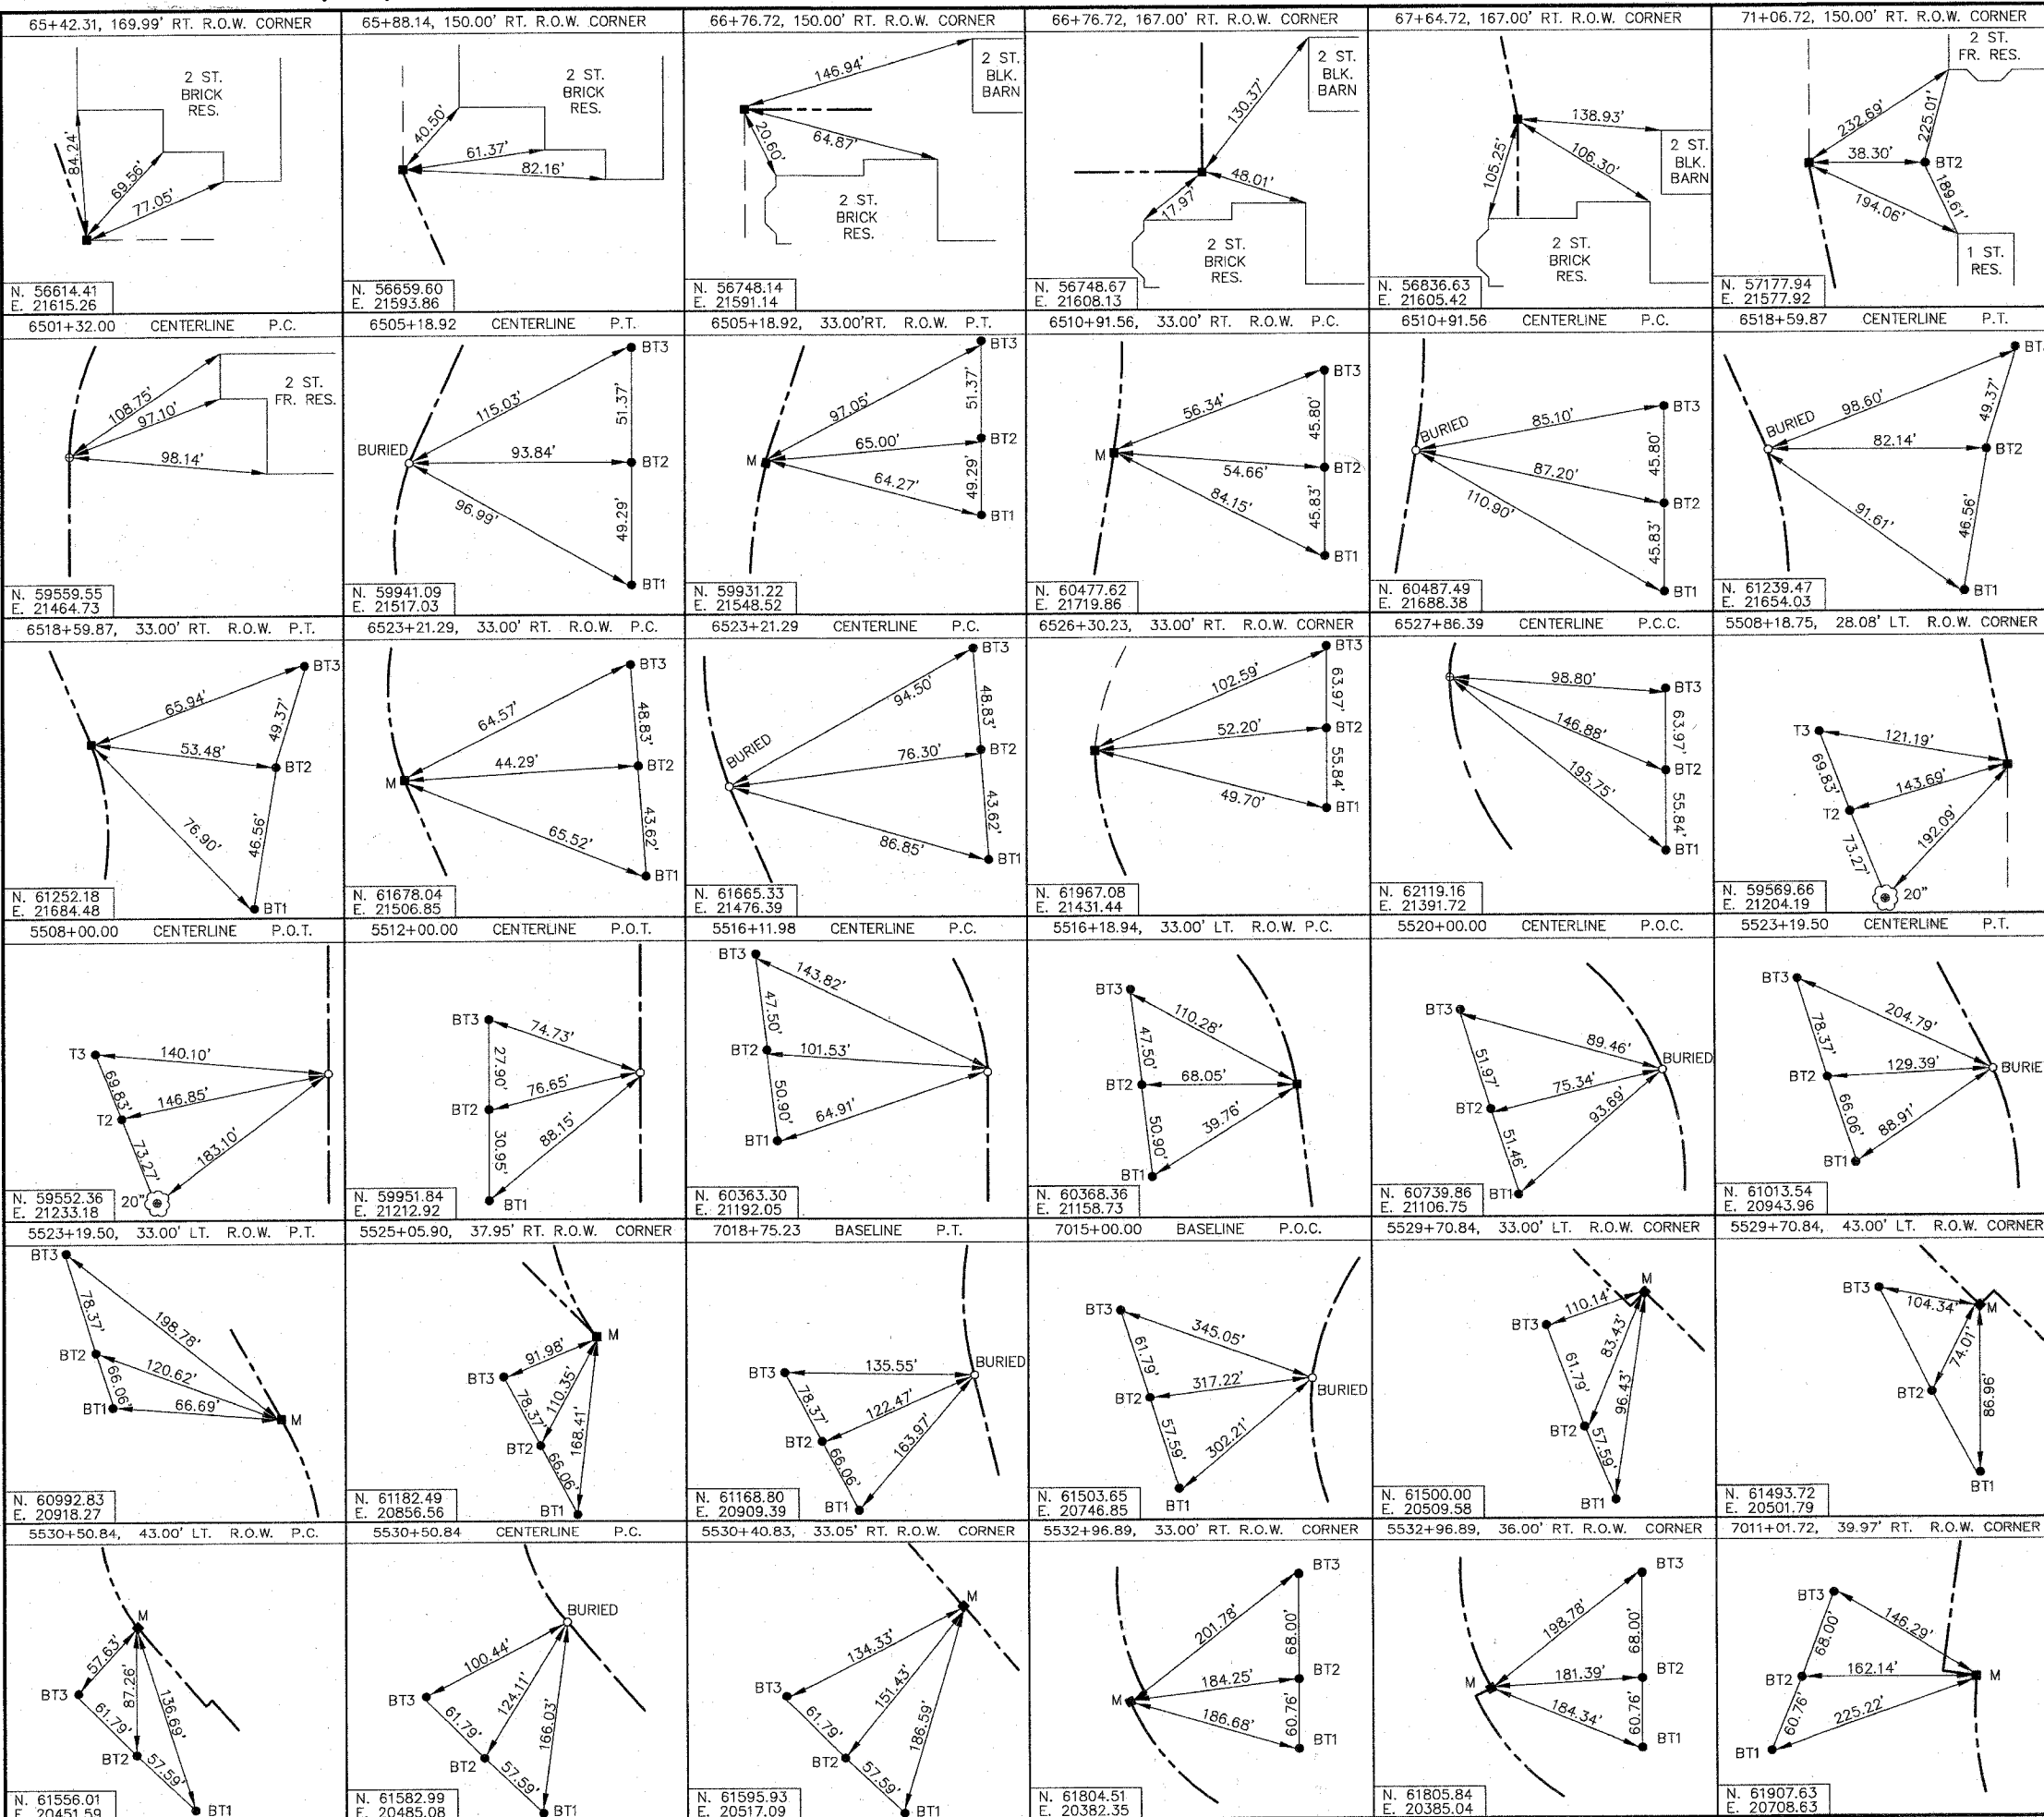 65+42.31, 169.99' RT. R.O.W. CORNER
2 ST.
BRICK
RES.
84.24'
69.56'
77.05'
N. 56614.41
E. 21615.26
65+88.14, 150.00' RT. R.O.W. CORNER
2 ST.
BRICK
RES.
40.50'
61.37'
82.16'
N. 56659.60
E. 21593.86
66+76.72, 150.00' RT. R.O.W. CORNER
146.94'
2 ST.
BLK.
BARN
20.60'
64.87'
2 ST.
BRICK
RES.
N. 56748.14
E. 21591.14
66+76.72, 167.00' RT. R.O.W. CORNER
2 ST.
BLK.
BARN
130.37'
48.01'
17.97'
2 ST.
BRICK
RES.
N. 56748.67
E. 21608.13
67+64.72, 167.00' RT. R.O.W. CORNER
138.93'
105.25'
106.30'
2 ST.
BLK.
BARN
2 ST.
BRICK
RES.
N. 56836.63
E. 21605.42
71+06.72, 150.00' RT. R.O.W. CORNER
2 ST.
FR. RES.
232.69'
225.01'
38.30'
BT2
189.61'
194.06'
1 ST.
RES.
N. 57177.94
E. 21577.92
6501+32.00 CENTERLINE P.C.
2 ST.
FR. RES.
108.75'
97.10'
98.14'
N. 59559.55
E. 21464.73
6505+18.92 CENTERLINE P.T.
BT3
115.03'
51.37'
BURIED
93.84'
BT2
96.99'
49.29'
BT1
N. 59941.09
E. 21517.03
6505+18.92, 33.00'RT. R.O.W. P.T.
BT3
97.05'
51.37'
65.00'
BT2
M
64.27'
49.29'
BT1
N. 59931.22
E. 21548.52
6510+91.56, 33.00' RT. R.O.W. P.C.
BT3
56.34'
45.80'
M
54.66'
BT2
84.15'
45.83'
BT1
N. 60477.62
E. 21719.86
6510+91.56 CENTERLINE P.C.
BT3
85.10'
BURIED
45.80'
87.20'
BT2
110.90'
45.83'
BT1
N. 60487.49
E. 21688.38
6518+59.87 CENTERLINE P.T.
98.60'
49.37'
BURIED
82.14'
BT2
91.61'
46.56'
BT1
N. 61239.47
E. 21654.03
6518+59.87, 33.00' RT. R.O.W. P.T.
BT3
65.94'
49.37'
53.48'
BT2
76.90'
46.56'
BT1
N. 61252.18
E. 21684.48
6523+21.29, 33.00' RT. R.O.W. P.C.
BT3
64.57'
48.83'
44.29'
BT2
M
65.52'
43.62'
BT1
N. 61678.04
E. 21506.85
6523+21.29 CENTERLINE P.C.
BT3
94.50'
48.83'
BURIED
76.30'
BT2
86.85'
43.62'
BT1
N. 61665.33
E. 21476.39
6526+30.23, 33.00' RT. R.O.W. CORNER
BT3
102.59'
63.97'
52.20'
BT2
49.70'
55.84'
BT1
N. 61967.08
E. 21431.44
6527+86.39 CENTERLINE P.C.C.
98.80'
BT3
146.88'
63.97'
BT2
195.75'
55.84'
BT1
N. 62119.16
E. 21391.72
5508+18.75, 28.08' LT. R.O.W. CORNER
T3
121.19'
69.83'
143.69'
T2
192.09'
73.27'
20"
N. 59569.66
E. 21204.19
5508+00.00 CENTERLINE P.O.T.
T3
140.10'
69.83'
146.85'
T2
183.10'
73.27'
20"
N. 59552.36
E. 21233.18
5512+00.00 CENTERLINE P.O.T.
BT3
74.73'
27.90'
76.65'
BT2
88.15'
30.95'
BT1
N. 59951.84
E. 21212.92
5516+11.98 CENTERLINE P.C.
BT3
143.82'
47.50'
BT2
101.53'
50.90'
64.91'
BT1
N. 60363.30
E. 21192.05
5516+18.94, 33.00' LT. R.O.W. P.C.
BT3
110.28'
47.50'
BT2
68.05'
39.76'
50.90'
BT1
N. 60368.36
E. 21158.73
5520+00.00 CENTERLINE P.O.C.
BT3
89.46'
BURIED
51.97'
75.34'
BT2
93.69'
51.46'
BT1
N. 60739.86
E. 21106.75
5523+19.50 CENTERLINE P.T.
BT3
204.79'
78.37'
129.39'
BT2
BURIE
66.06'
88.91'
BT1
N. 61013.54
E. 20943.96
5523+19.50, 33.00' LT. R.O.W. P.T.
BT3
78.37'
198.78'
BT2
120.62'
66.06'
BT1
66.69'
M
N. 60992.83
E. 20918.27
5525+05.90, 37.95' RT. R.O.W. CORNER
M
91.98'
BT3
110.35'
78.37'
168.41'
BT2
66.06'
BT1
N. 61182.49
E. 20856.56
7018+75.23 BASELINE P.T.
BT3
135.55'
BURIED
78.37'
122.47'
BT2
163.97'
66.06'
BT1
N. 61168.80
E. 20909.39
7015+00.00 BASELINE P.O.C.
BT3
345.05'
61.79'
BT2
317.22'
BURIED
57.59'
302.21'
BT1
N. 61503.65
E. 20746.85
5529+70.84, 33.00' LT. R.O.W. CORNER
M
110.14'
BT3
83.43'
61.79'
96.43'
BT2
57.59'
BT1
N. 61500.00
E. 20509.58
5529+70.84, 43.00' LT. R.O.W. CORNER
BT3
104.34'
M
74.01'
BT2
86.96'
BT1
N. 61493.72
E. 20501.79
5530+50.84, 43.00' LT. R.O.W. P.C.
M
57.63'
87.26'
BT3
136.69'
61.79'
BT2
57.59'
BT1
N. 61556.01
E. 20451.59
5530+50.84 CENTERLINE P.C.
BURIED
100.44'
BT3
124.11'
61.79'
166.03'
BT2
57.59'
BT1
N. 61582.99
E. 20485.08
5530+40.83, 33.05' RT. R.O.W. CORNER
M
134.33'
BT3
151.43'
61.79'
186.59'
BT2
57.59'
BT1
N. 61595.93
E. 20517.09
5532+96.89, 33.00' RT. R.O.W. CORNER
BT3
201.78'
68.00'
184.25'
BT2
M
186.68'
60.76'
BT1
N. 61804.51
E. 20382.35
5532+96.89, 36.00' RT. R.O.W. CORNER
BT3
198.78'
68.00'
181.39'
BT2
M
184.34'
60.76'
BT1
N. 61805.84
E. 20385.04
7011+01.72, 39.97' RT. R.O.W. CORNER
BT3
146.29'
68.00'
BT2
162.14'
M
60.76'
225.22'
BT1
N. 61907.63
E. 20708.63